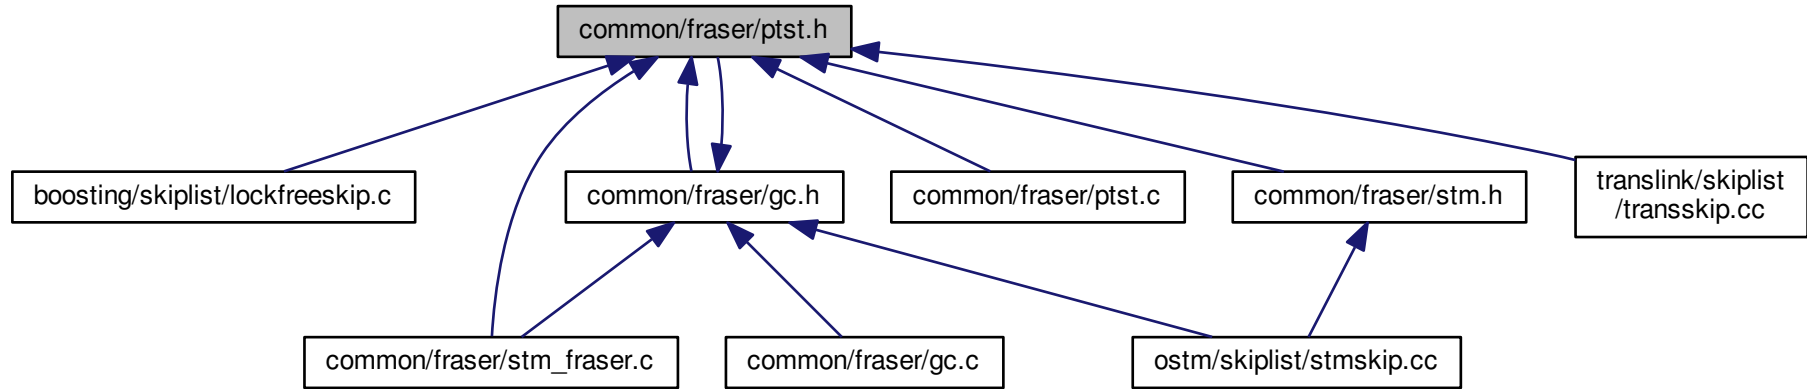 common/fraser/ptst.h
boosting/skiplist/lockfreeskip.c
common/fraser/gc.h
common/fraser/ptst.c
common/fraser/stm.h
translink/skiplist
/transskip.cc
common/fraser/stm_fraser.c
common/fraser/gc.c
ostm/skiplist/stmskip.cc